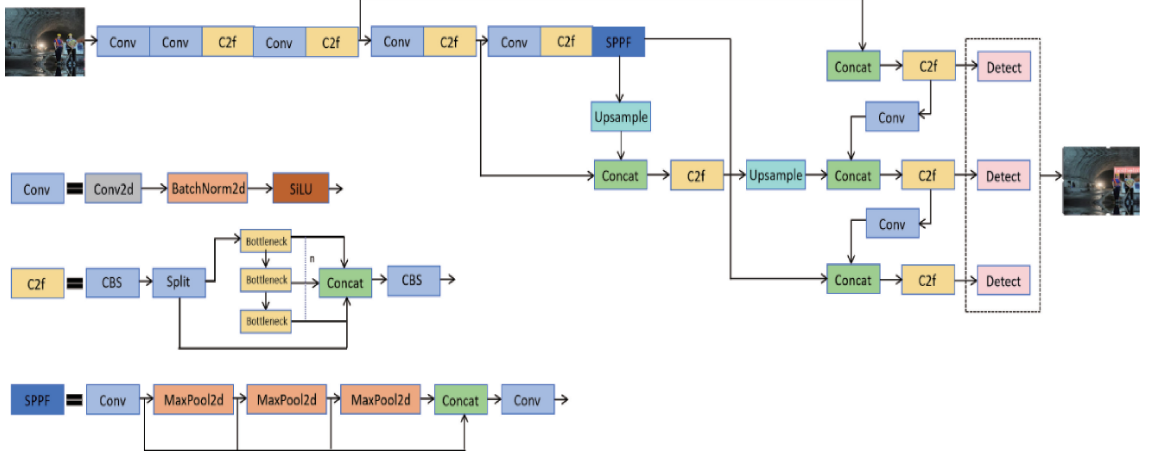 Conv Conv C2f Conv C2f Conv C2f Conv C2f SPPF
Concat C2f Detect
Upsample
Conv
Concat C2f Upsample Concat C2f Detect
Conv Conv2d BatchNorm2d SiLU
Conv
Bottleneck
n
C2f CBS Split Bottleneck Concat CBS
Concat C2f Detect
Bottleneck
SPPF Conv MaxPool2d MaxPool2d MaxPool2d Concat Conv